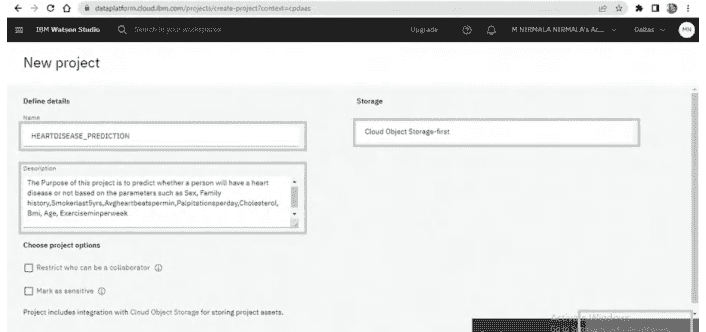 dataplatform.cloud.ibm.com/projects/create-project?context=cpdaas
IBM Watson Studio
Search in your workspaces
Upgrade
M NIRMALA NIRMALA's Ac...
Dallas
MN
New project
Define details
Storage
Name
HEARTDISEASE_PREDICTION
Cloud Object Storage-first
Description
The Purpose of this project is to predict whether a person will have a heart
disease or not based on the parameters such as Sex, Family
history,Smokerlast5yrs,Avgheartbeatspermin,Palpitationsperday,Cholesterol,
Bmi, Age, Exerciseminperweek
Choose project options
Restrict who can be a collaborator
Mark as sensitive
Project includes integration with Cloud Object Storage for storing project assets.
Activate Windows